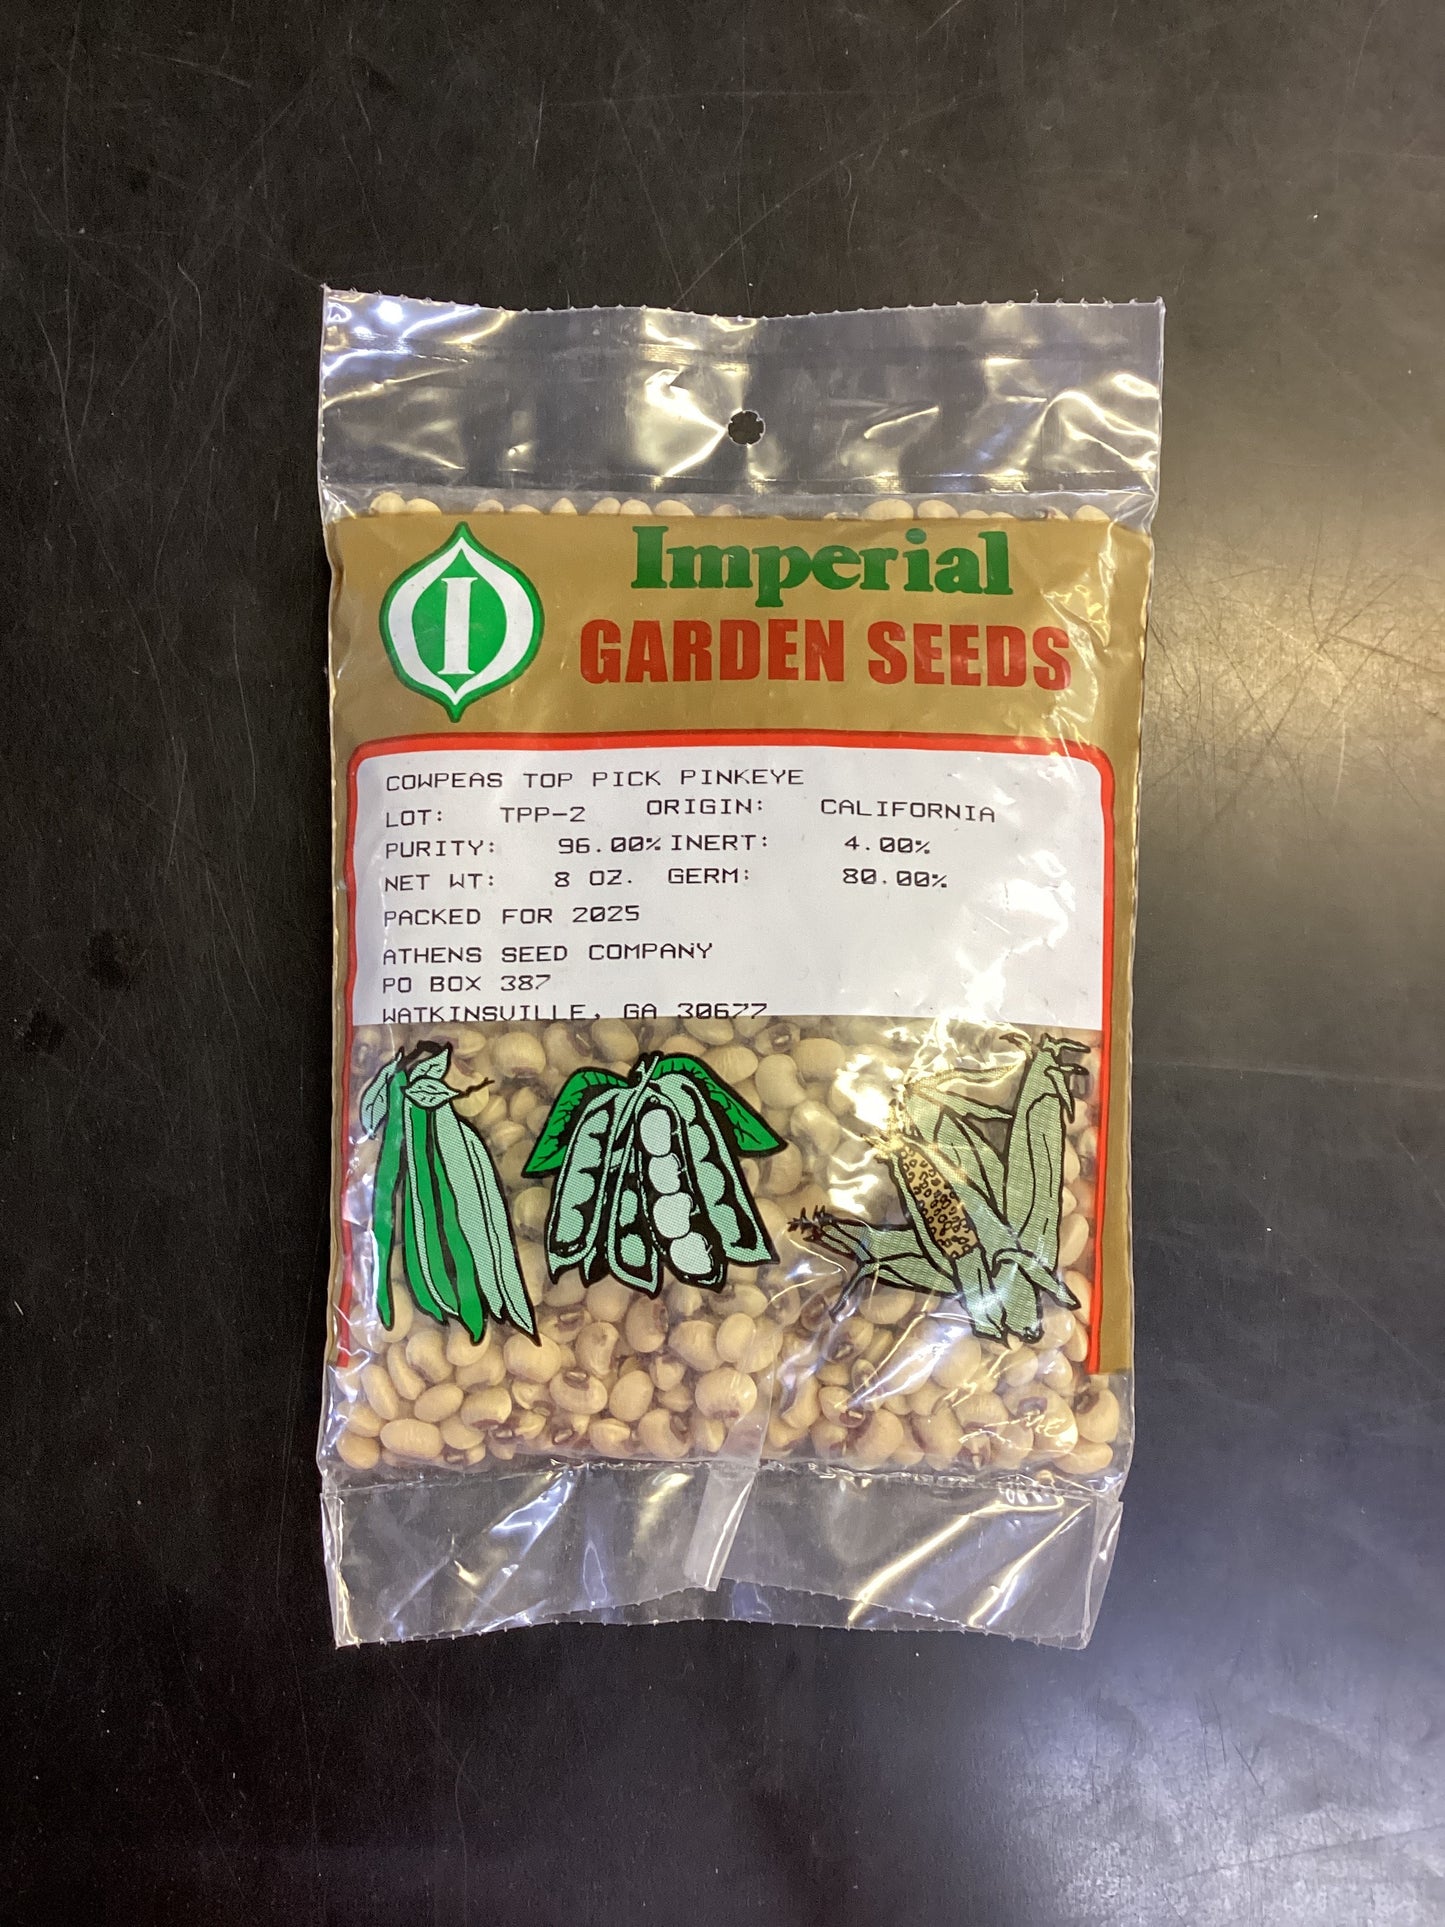 I
Imperial
GARDEN SEEDS
COWPEAS TOP PICK PINKEYE
LOT: TPP-2 ORIGIN: CALIFORNIA
PURITY: 96.00% INERT: 4.00%
NET WT: 8 OZ. GERM: 80.00%
PACKED FOR 2025
ATHENS SEED COMPANY
PO BOX 387
WATKINSVILLE, GA 30677